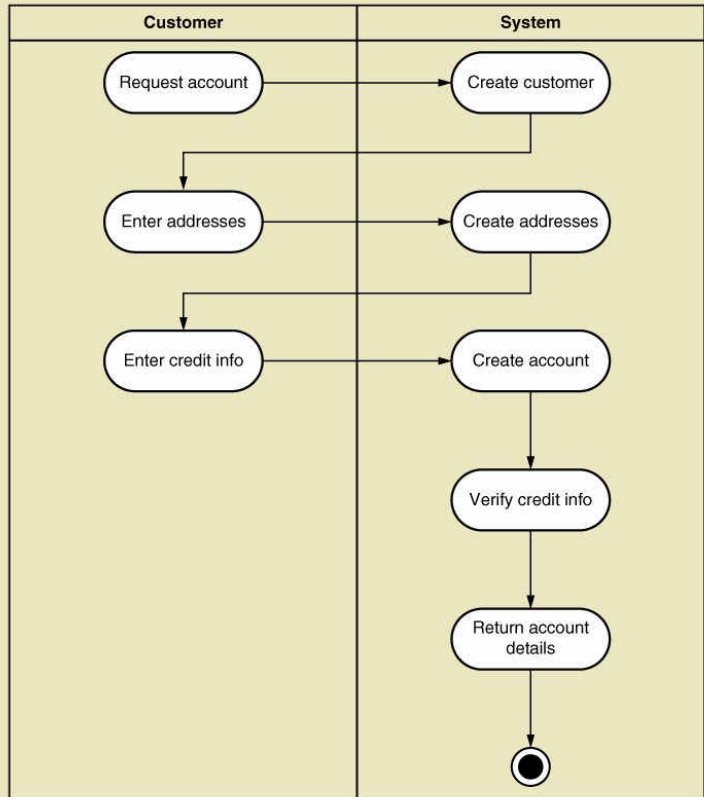 Customer
System
Request account
Create customer
Enter addresses
Create addresses
Enter credit info
Create account
Verify credit info
Return account
details